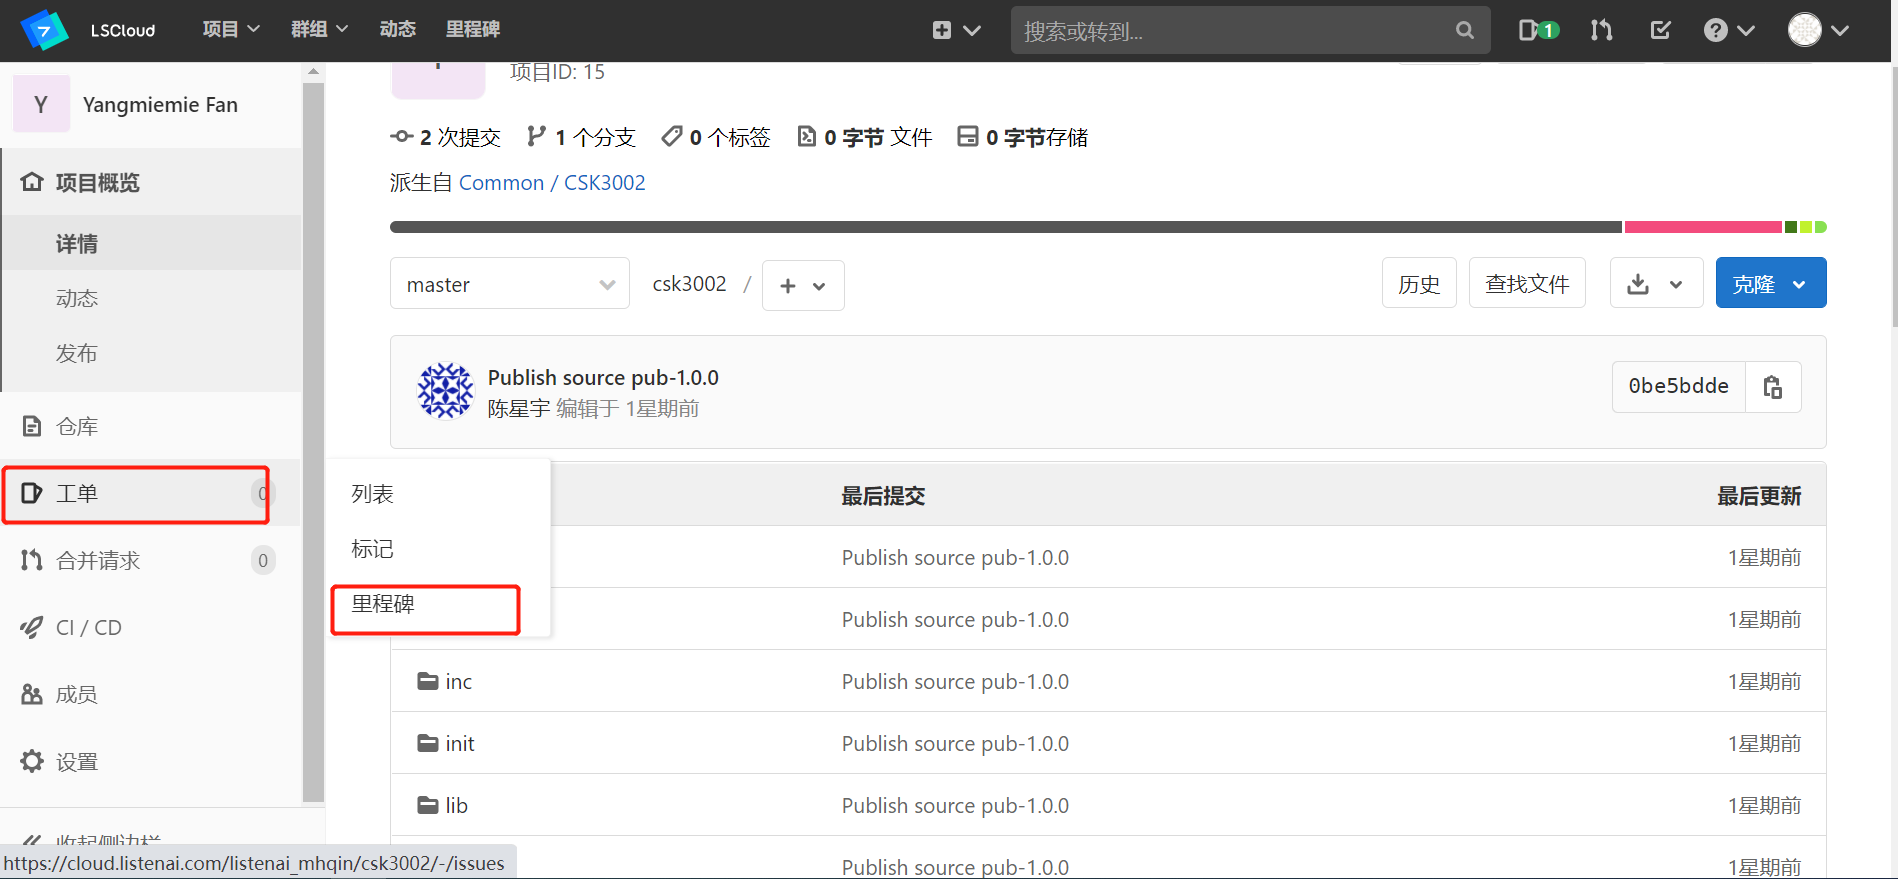 LSCloud 项目 群组 动态 里程碑 搜索或转到... 1
Y Yangmiemie Fan
项目ID: 15
2 次提交 1 个分支 0 个标签 0 字节 文件 0 字节存储
派生自 Common / CSK3002
项目概览
详情
动态
发布
仓库
工单 0
合并请求 0
CI / CD
成员
设置
收起侧边栏
master csk3002 / + 历史 查找文件 克隆
Publish source pub-1.0.0
陈星宇 编辑于 1星期前
0be5bdde
列表
标记
里程碑
最后提交 最后更新
Publish source pub-1.0.0 1星期前
Publish source pub-1.0.0 1星期前
inc Publish source pub-1.0.0 1星期前
init Publish source pub-1.0.0 1星期前
lib Publish source pub-1.0.0 1星期前
Publish source pub-1.0.0 1星期前
https://cloud.listenai.com/listenai_mhqin/csk3002/-/issues